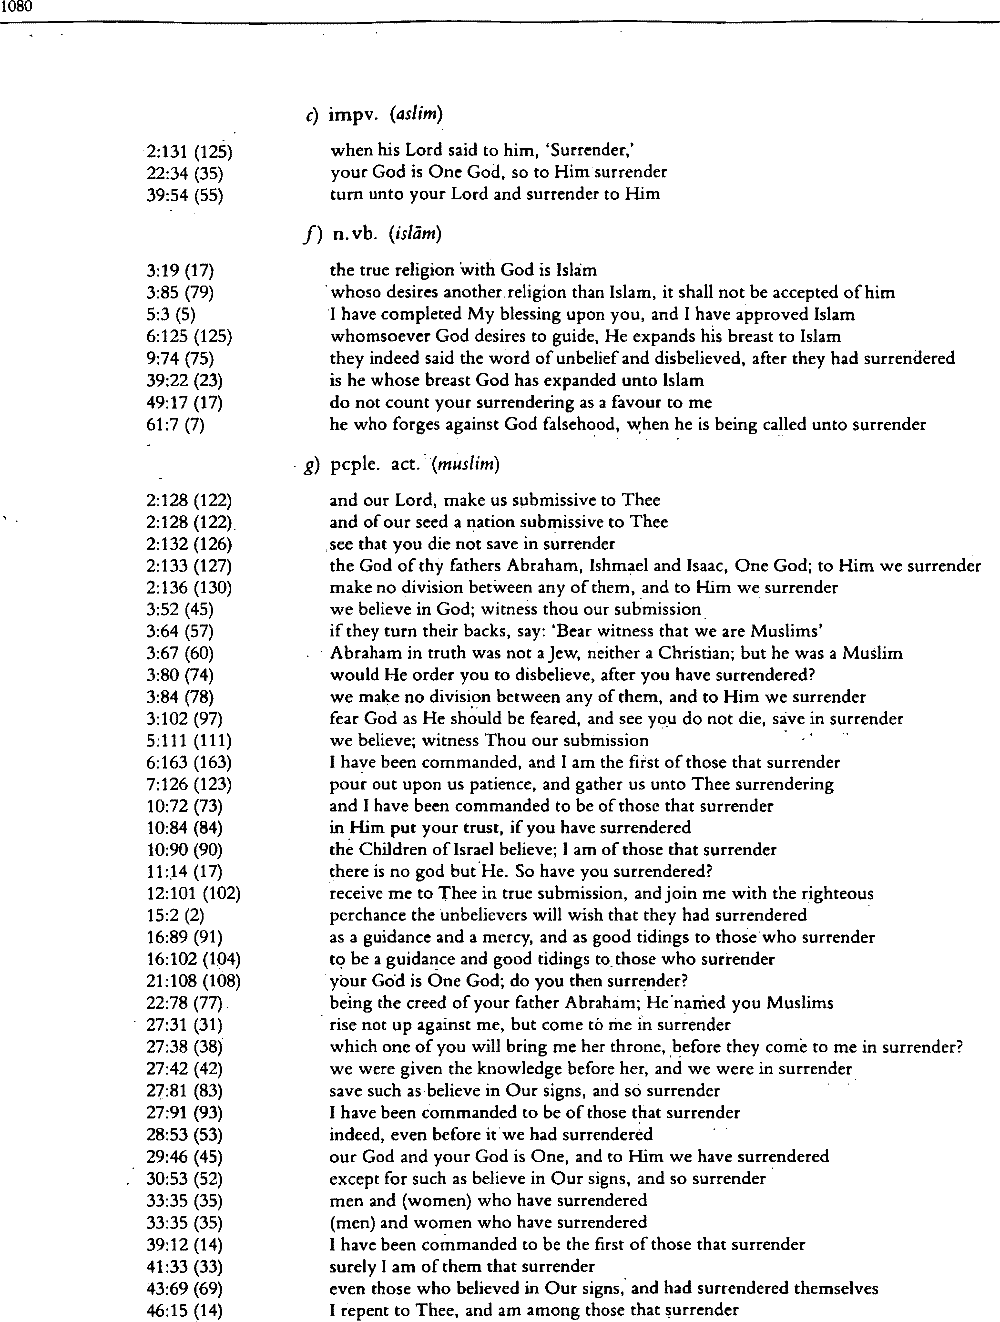 1080
c) impv. (aslim)
2:131 (125) when his Lord said to him, ‘Surrender,’
22:34 (35) your God is One God, so to Him surrender
39:54 (55) turn unto your Lord and surrender to Him
f) n.vb. (islām)
3:19 (17) the true religion with God is Islam
3:85 (79) whoso desires another religion than Islam, it shall not be accepted of him
5:3 (5) I have completed My blessing upon you, and I have approved Islam
6:125 (125) whomsoever God desires to guide, He expands his breast to Islam
9:74 (75) they indeed said the word of unbelief and disbelieved, after they had surrendered
39:22 (23) is he whose breast God has expanded unto Islam
49:17 (17) do not count your surrendering as a favour to me
61:7 (7) he who forges against God falsehood, when he is being called unto surrender
g) pcple. act. (muslim)
2:128 (122) and our Lord, make us submissive to Thee
2:128 (122) and of our seed a nation submissive to Thee
2:132 (126) see that you die not save in surrender
2:133 (127) the God of thy fathers Abraham, Ishmael and Isaac, One God; to Him we surrender
2:136 (130) make no division between any of them, and to Him we surrender
3:52 (45) we believe in God; witness thou our submission
3:64 (57) if they turn their backs, say: ‘Bear witness that we are Muslims’
3:67 (60) Abraham in truth was not a Jew, neither a Christian; but he was a Muslim
3:80 (74) would He order you to disbelieve, after you have surrendered?
3:84 (78) we make no division between any of them, and to Him we surrender
3:102 (97) fear God as He should be feared, and see you do not die, save in surrender
5:111 (111) we believe; witness Thou our submission
6:163 (163) I have been commanded, and I am the first of those that surrender
7:126 (123) pour out upon us patience, and gather us unto Thee surrendering
10:72 (73) and I have been commanded to be of those that surrender
10:84 (84) in Him put your trust, if you have surrendered
10:90 (90) the Children of Israel believe; I am of those that surrender
11:14 (17) there is no god but He. So have you surrendered?
12:101 (102) receive me to Thee in true submission, and join me with the righteous
15:2 (2) perchance the unbelievers will wish that they had surrendered
16:89 (91) as a guidance and a mercy, and as good tidings to those who surrender
16:102 (104) to be a guidance and good tidings to those who surrender
21:108 (108) your God is One God; do you then surrender?
22:78 (77) being the creed of your father Abraham; He named you Muslims
27:31 (31) rise not up against me, but come to me in surrender
27:38 (38) which one of you will bring me her throne, before they come to me in surrender?
27:42 (42) we were given the knowledge before her, and we were in surrender
27:81 (83) save such as believe in Our signs, and so surrender
27:91 (93) I have been commanded to be of those that surrender
28:53 (53) indeed, even before it we had surrendered
29:46 (45) our God and your God is One, and to Him we have surrendered
30:53 (52) except for such as believe in Our signs, and so surrender
33:35 (35) men and (women) who have surrendered
33:35 (35) (men) and women who have surrendered
39:12 (14) I have been commanded to be the first of those that surrender
41:33 (33) surely I am of them that surrender
43:69 (69) even those who believed in Our signs, and had surrendered themselves
46:15 (14) I repent to Thee, and am among those that surrender